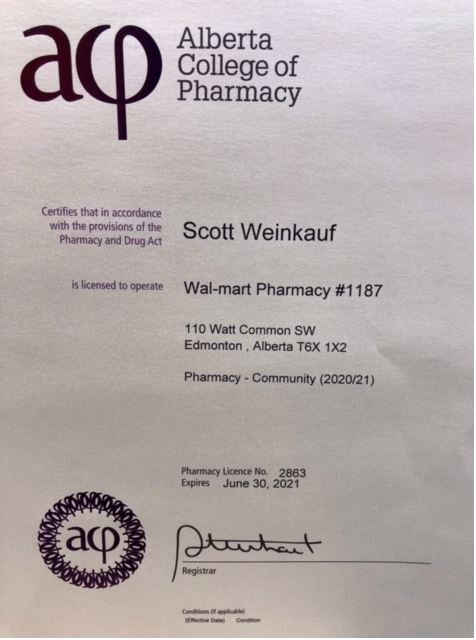 acp
Alberta
College of
Pharmacy
Certifies that in accordance
with the provisions of the
Pharmacy and Drug Act
Scott Weinkauf
is licensed to operate
Wal-mart Pharmacy #1187
110 Watt Common SW
Edmonton , Alberta T6X 1X2
Pharmacy - Community (2020/21)
Pharmacy Licence No. 2863
Expires June 30, 2021
acp
Registrar
Conditions (if applicable)
(Effective Date) Condition